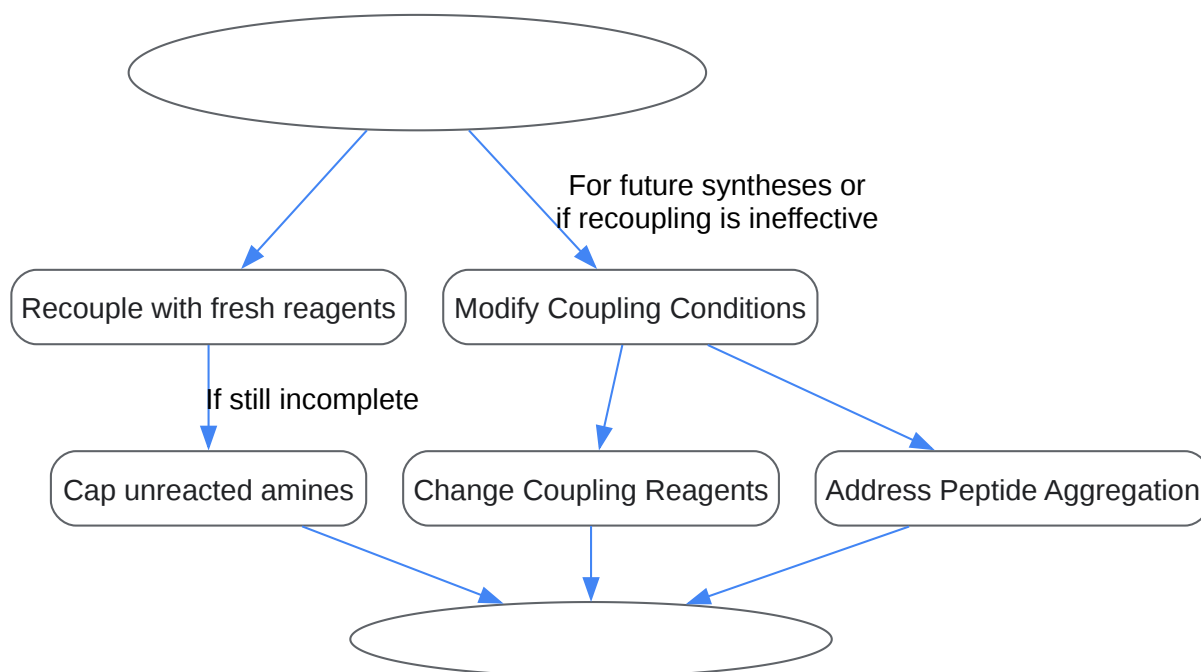 For future syntheses or
if recoupling is ineffective
Recouple with fresh reagents
Modify Coupling Conditions
If still incomplete
Cap unreacted amines
Change Coupling Reagents
Address Peptide Aggregation